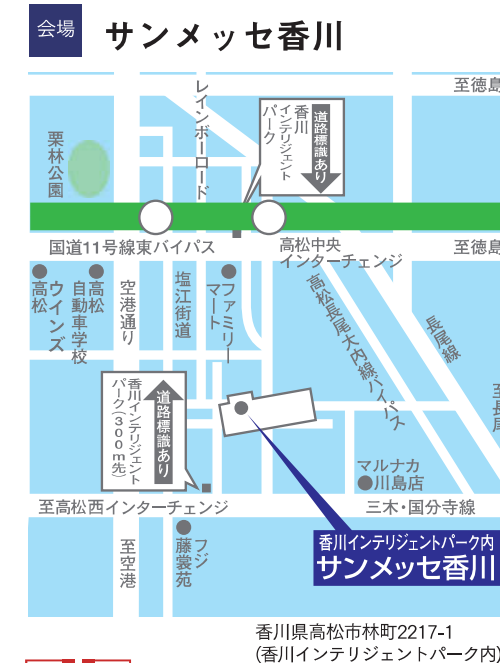 会場
サンメッセ香川
至徳島
レインボーロード
香川
インテリジェント
パーク
道路標識あり
栗林公園
国道11号線東バイパス
高松中央
インターチェンジ
至徳島
ウインズ
高松
高松
自動車学校
空港通り
塩江街道
ファミリー
マート
高松長尾大内線バイパス
長尾線
至長尾
道路標識あり
香川インテリジェント
パーク(300m先)
マルナカ
川島店
至高松西インターチェンジ
三木・国分寺線
至空港
フジ
藤裳苑
香川インテリジェントパーク内
サンメッセ香川
香川県高松市林町2217-1
(香川インテリジェントパーク内)